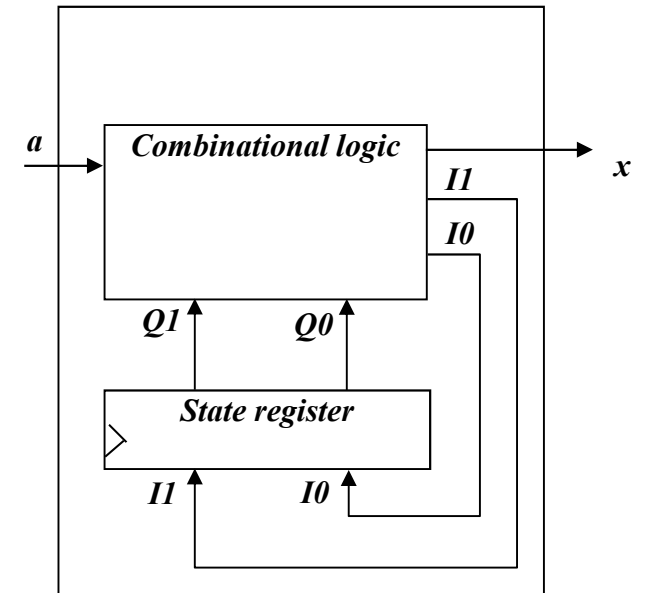 a
Combinational logic
x
I1
I0
Q1
Q0
State register
I1
I0